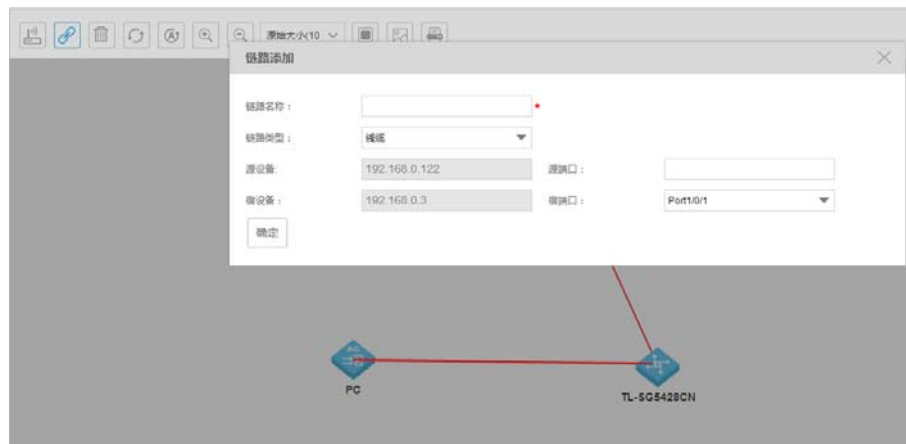 原始大小(10
链路添加
链路名称：
*
链路类型：
线缆
源设备:
192.168.0.122
源端口：
宿设备：
192.168.0.3
宿端口：
Port1/0/1
确定
PC
TL-SG5428CN